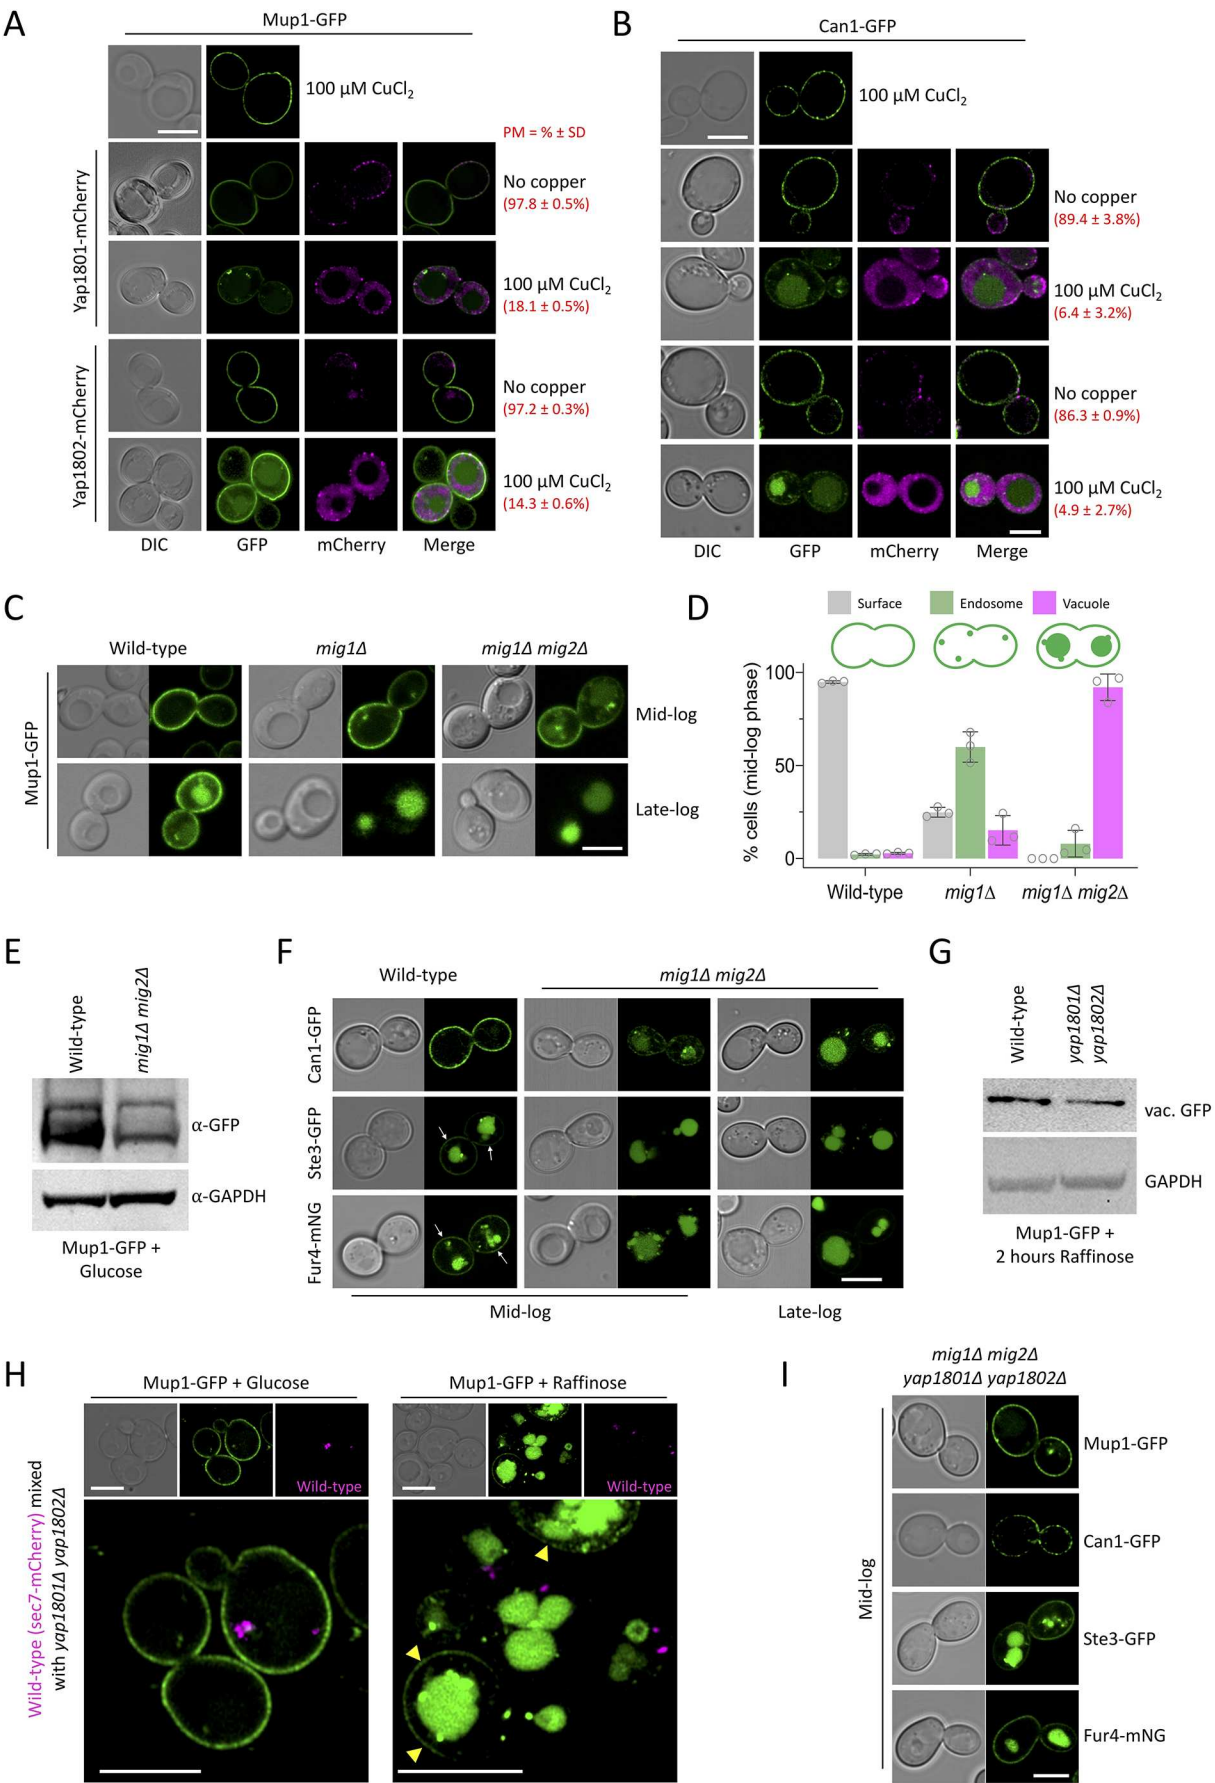 A
Mup1-GFP
100 µM CuCl2
PM = % ± SD
Yap1801-mCherry
No copper
(97.8 ± 0.5%)
100 µM CuCl2
(18.1 ± 0.5%)
Yap1802-mCherry
No copper
(97.2 ± 0.3%)
100 µM CuCl2
(14.3 ± 0.6%)
DIC GFP mCherry Merge
B
Can1-GFP
100 µM CuCl2
No copper
(89.4 ± 3.8%)
100 µM CuCl2
(6.4 ± 3.2%)
No copper
(86.3 ± 0.9%)
100 µM CuCl2
(4.9 ± 2.7%)
DIC GFP mCherry Merge
C
Wild-type mig1Δ mig1Δ mig2Δ
Mup1-GFP
Mid-log
Late-log
D
Surface Endosome Vacuole
% cells (mid-log phase)
100
50
0
Wild-type mig1Δ mig1Δ mig2Δ
E
Wild-type
mig1Δ mig2Δ
α-GFP
α-GAPDH
Mup1-GFP +
Glucose
F
Wild-type mig1Δ mig2Δ
Can1-GFP
Ste3-GFP
Fur4-mNG
Mid-log Late-log
G
Wild-type
yap1801Δ
yap1802Δ
vac. GFP
GAPDH
Mup1-GFP +
2 hours Raffinose
H
Mup1-GFP + Glucose Mup1-GFP + Raffinose
Wild-type Wild-type
Wild-type (sec7-mCherry) mixed
with yap1801Δ yap1802Δ
I
mig1Δ mig2Δ
yap1801Δ yap1802Δ
Mid-log
Mup1-GFP
Can1-GFP
Ste3-GFP
Fur4-mNG